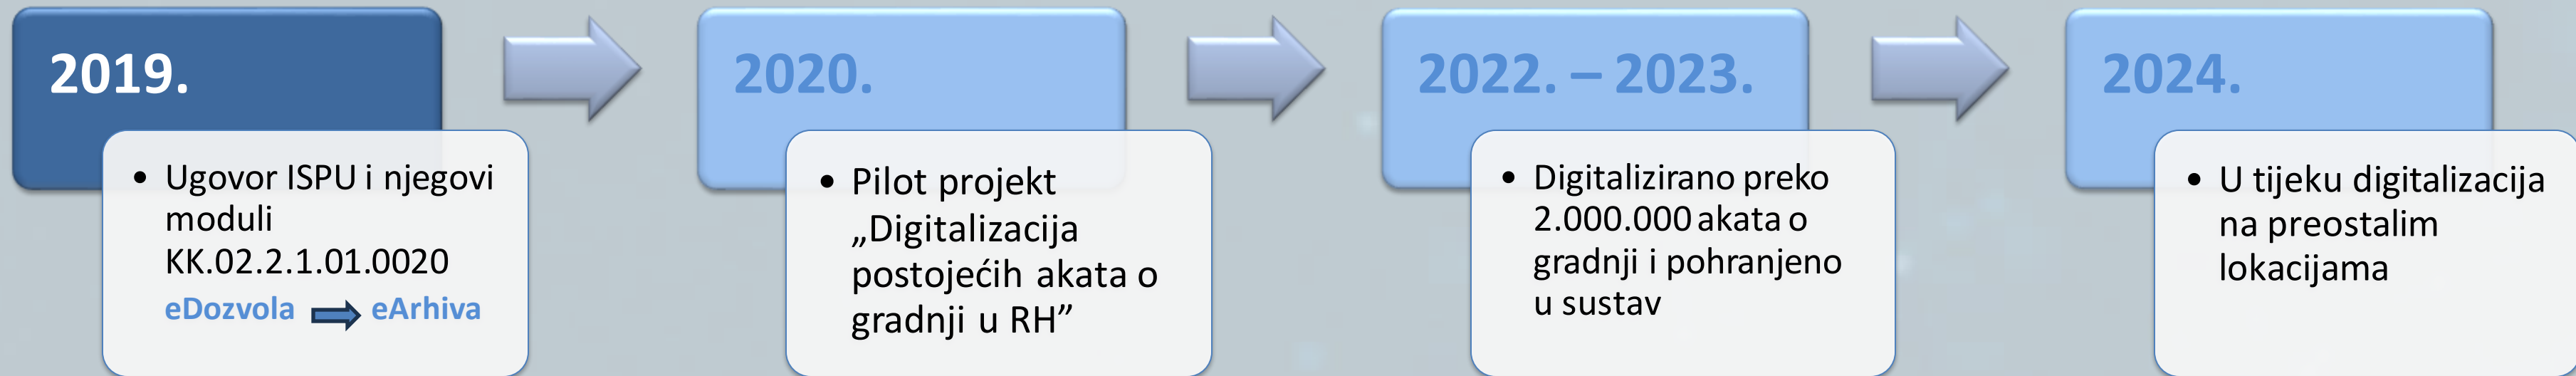 2019.
• Ugovor ISPU i njegovi
moduli
KK.02.2.1.01.0020
eDozvola eArhiva
2020.
• Pilot projekt
„Digitalizacija
postojećih akata o
gradnji u RH”
2022. – 2023.
• Digitalizirano preko
2.000.000 akata o
gradnji i pohranjeno
u sustav
2024.
• U tijeku digitalizacija
na preostalim
lokacijama